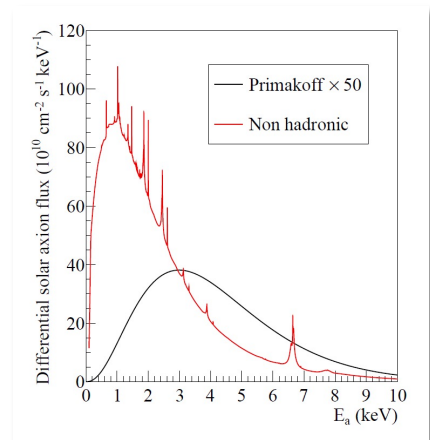 Differential solar axion flux (10¹⁰ cm⁻² s⁻¹ keV⁻¹)
120
100
80
60
40
20
0
Primakoff × 50
Non hadronic
0 1 2 3 4 5 6 7 8 9 10
Eₐ (keV)